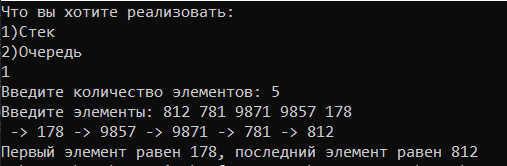 Что вы хотите реализовать:
1)Стек
2)Очередь
1
Введите количество элементов: 5
Введите элементы: 812 781 9871 9857 178
-> 178 -> 9857 -> 9871 -> 781 -> 812
Первый элемент равен 178, последний элемент равен 812